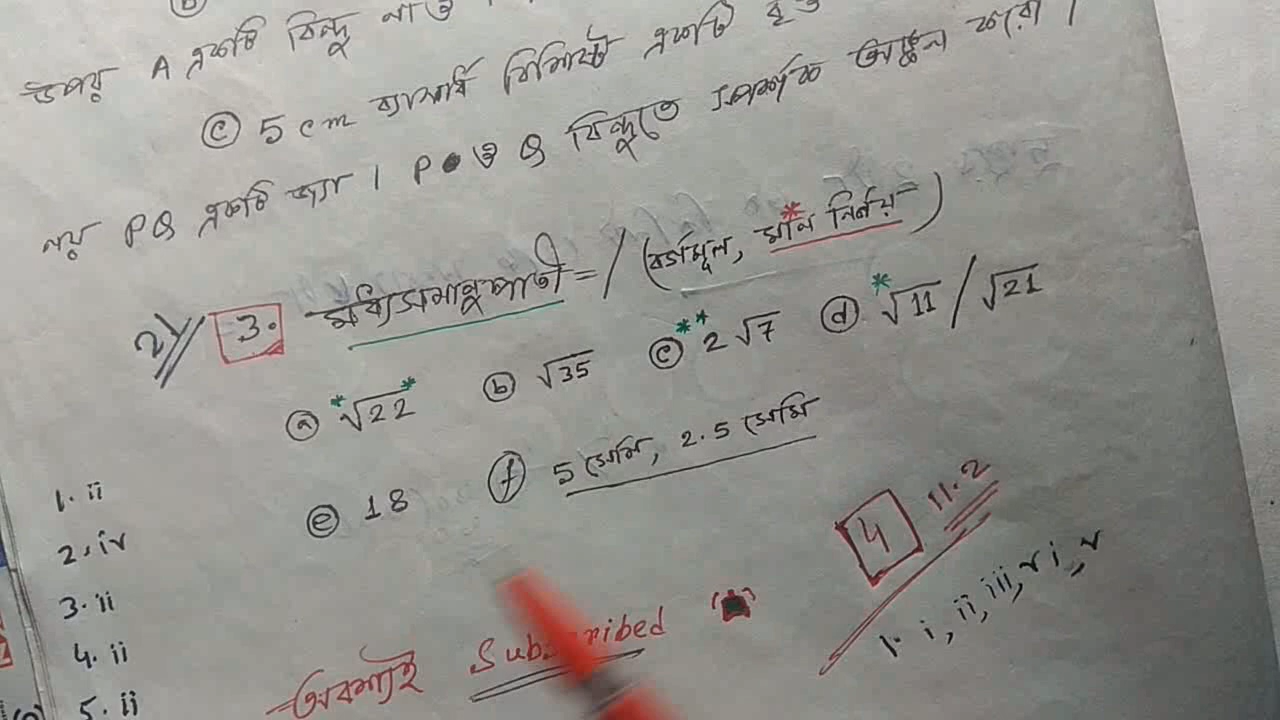 উপর A একটি বিন্দু নাও
ⓒ 5 cm ব্যাসার্ধ বিশিষ্ট একটি বৃত্ত
নয় PQ একটি জ্যা । P ও Q বিন্দুতে স্পর্শক অঙ্কন করো ।
2) 3. মধ্যসমানুপাতী = / (বর্গমূল, মান নির্ণয়)
ⓐ √22 ⓑ √35 ⓒ 2√7 ⓓ √11 / √21
ⓔ 18 ⓕ 5 সেমি, 2.5 সেমি
1. ii
2. iv
3. ii
4. ii
5. ii
4 11.2
1. i, ii, iii, vi, v
অবশ্যই Subscribed